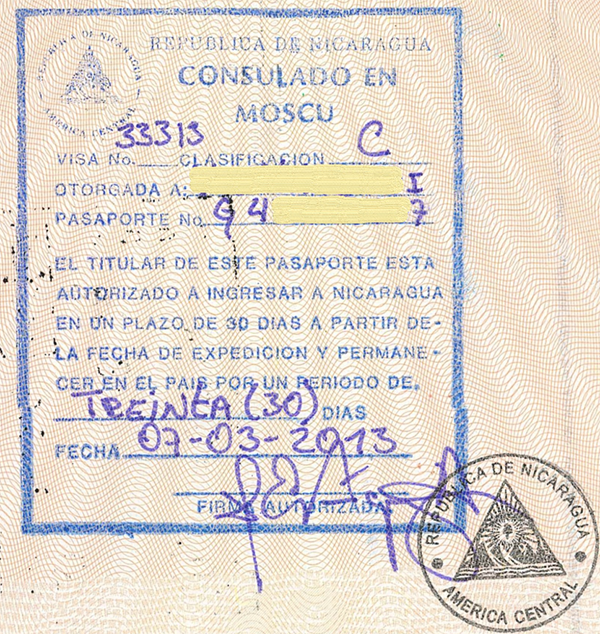 REPUBLICA DE NICARAGUA
AMERICA CENTRAL
REPUBLICA DE NICARAGUA
CONSULADO EN
MOSCU
VISA No. 33313 CLASIFICACION C
OTORGADA A: I
PASAPORTE No. 94 7
EL TITULAR DE ESTE PASAPORTE ESTA
AUTORIZADO A INGRESAR A NICARAGUA
EN UN PLAZO DE 30 DIAS A PARTIR DE-
LA FECHA DE EXPEDICION Y PERMANE-
CER EN EL PAIS POR UN PERIODO DE.
TREINTA (30) DIAS
FECHA 07-03-2013
FIRMA AUTORIZADA
REPUBLICA DE NICARAGUA
AMERICA CENTRAL